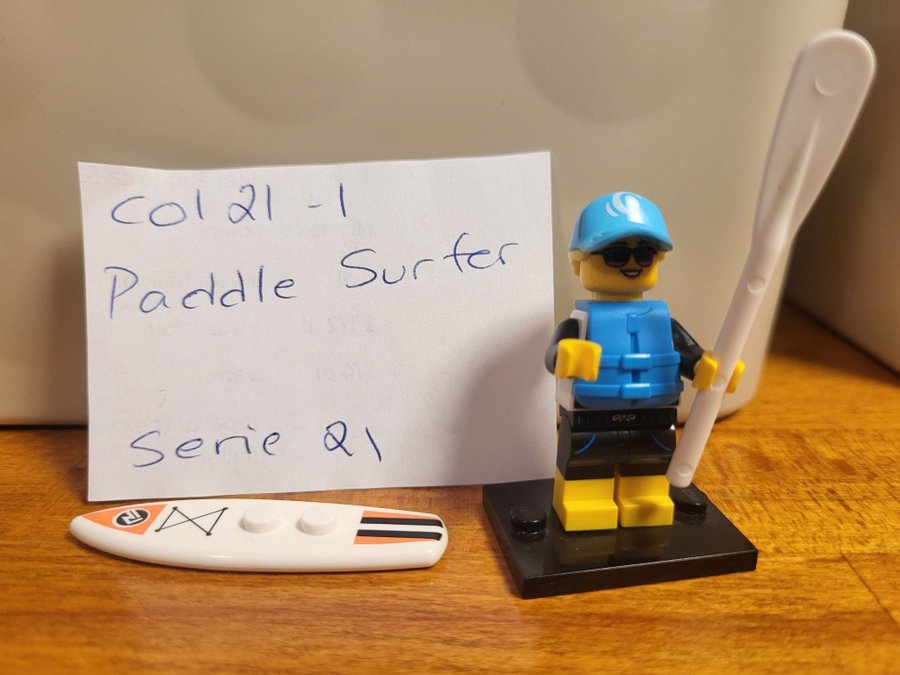 Col 21 - 1
Paddle Surfer
Serie 21